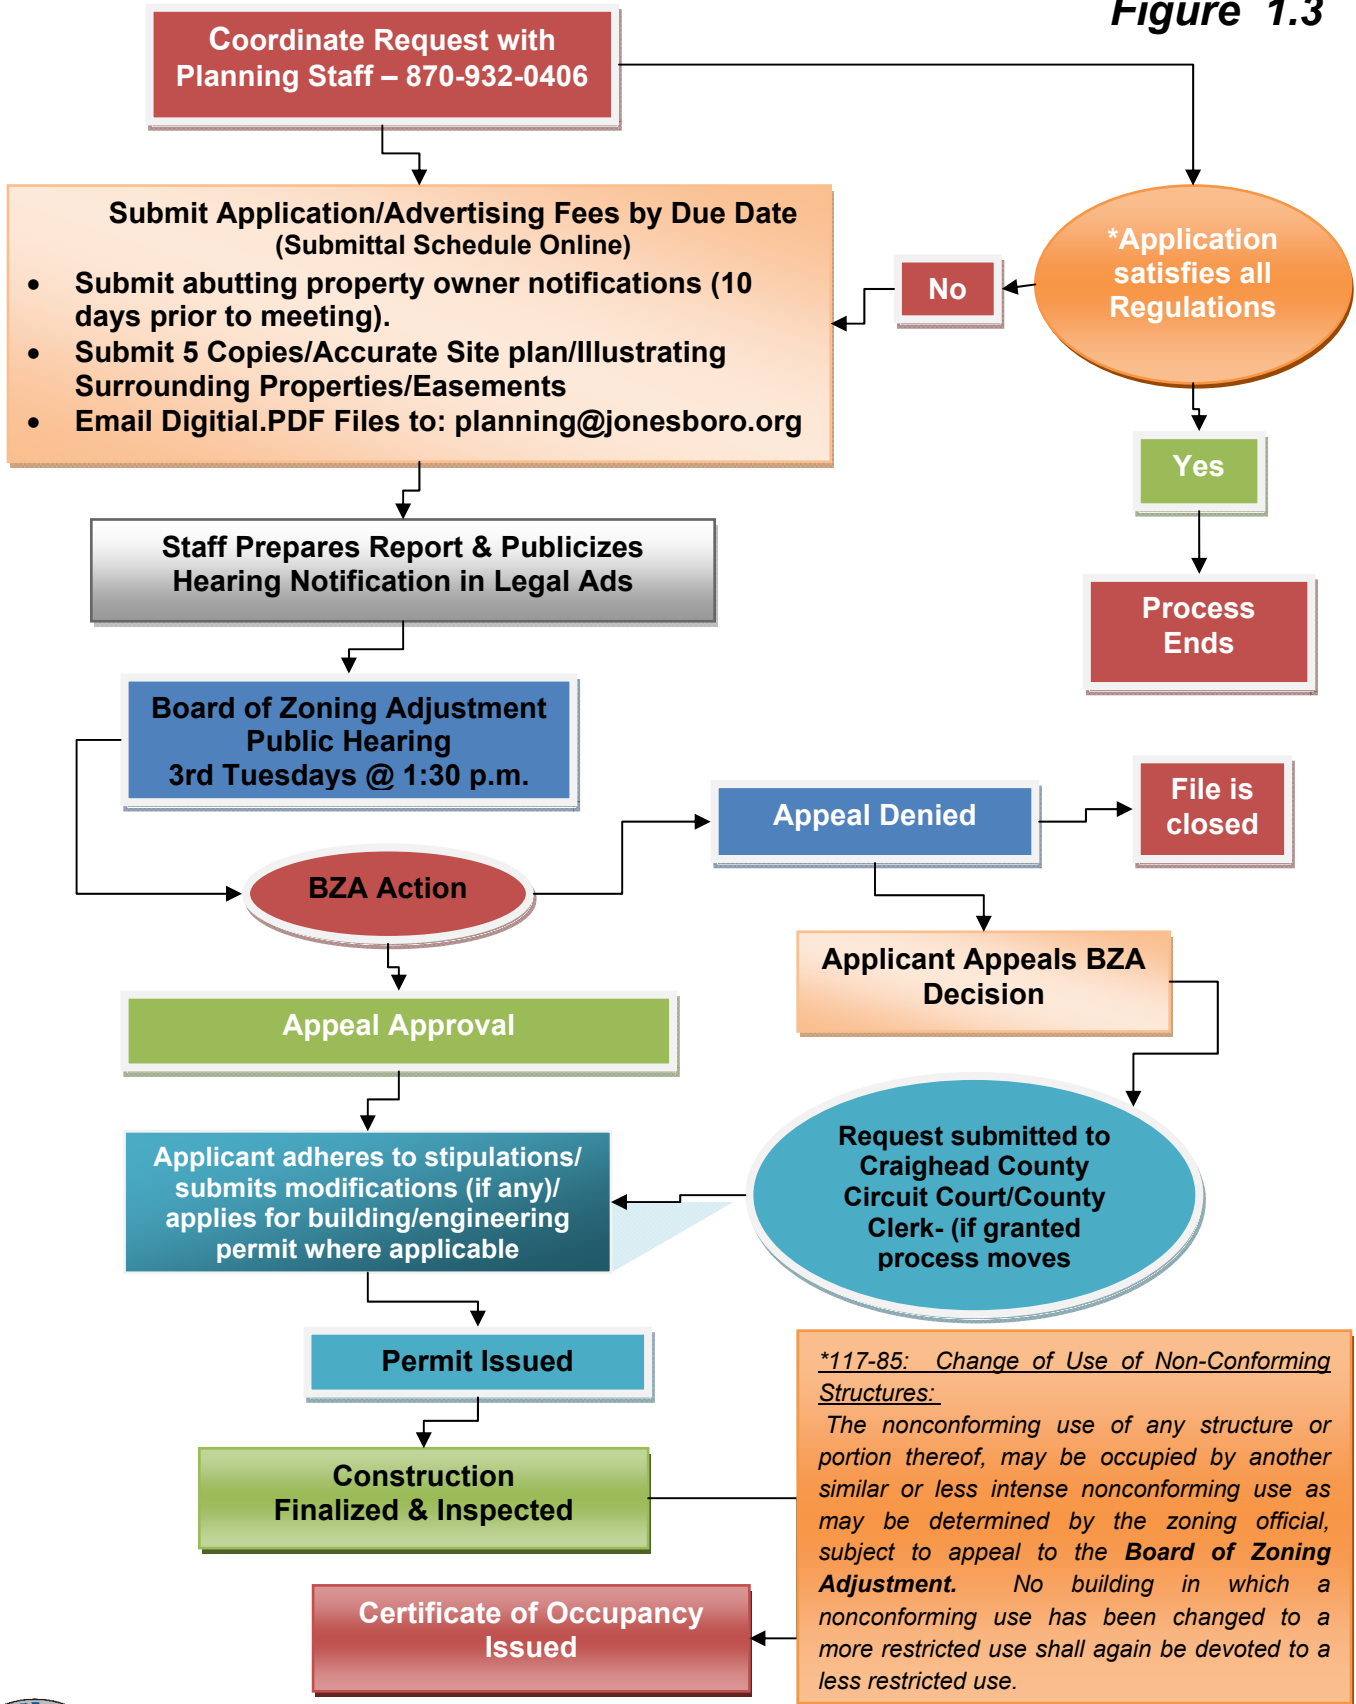 Figure 1.3
Coordinate Request with
Planning Staff – 870-932-0406
Submit Application/Advertising Fees by Due Date
(Submittal Schedule Online)
• Submit abutting property owner notifications (10
days prior to meeting).
• Submit 5 Copies/Accurate Site plan/Illustrating
Surrounding Properties/Easements
• Email Digitial.PDF Files to: planning@jonesboro.org
No
*Application
satisfies all
Regulations
Yes
Process
Ends
Staff Prepares Report & Publicizes
Hearing Notification in Legal Ads
Board of Zoning Adjustment
Public Hearing
3rd Tuesdays @ 1:30 p.m.
Appeal Denied
File is
closed
BZA Action
Applicant Appeals BZA
Decision
Appeal Approval
Request submitted to
Craighead County
Circuit Court/County
Clerk- (if granted
process moves
Applicant adheres to stipulations/
submits modifications (if any)/
applies for building/engineering
permit where applicable
Permit Issued
Construction
Finalized & Inspected
*117-85: Change of Use of Non-Conforming
Structures:
The nonconforming use of any structure or
portion thereof, may be occupied by another
similar or less intense nonconforming use as
may be determined by the zoning official,
subject to appeal to the Board of Zoning
Adjustment. No building in which a
nonconforming use has been changed to a
more restricted use shall again be devoted to a
less restricted use.
Certificate of Occupancy
Issued